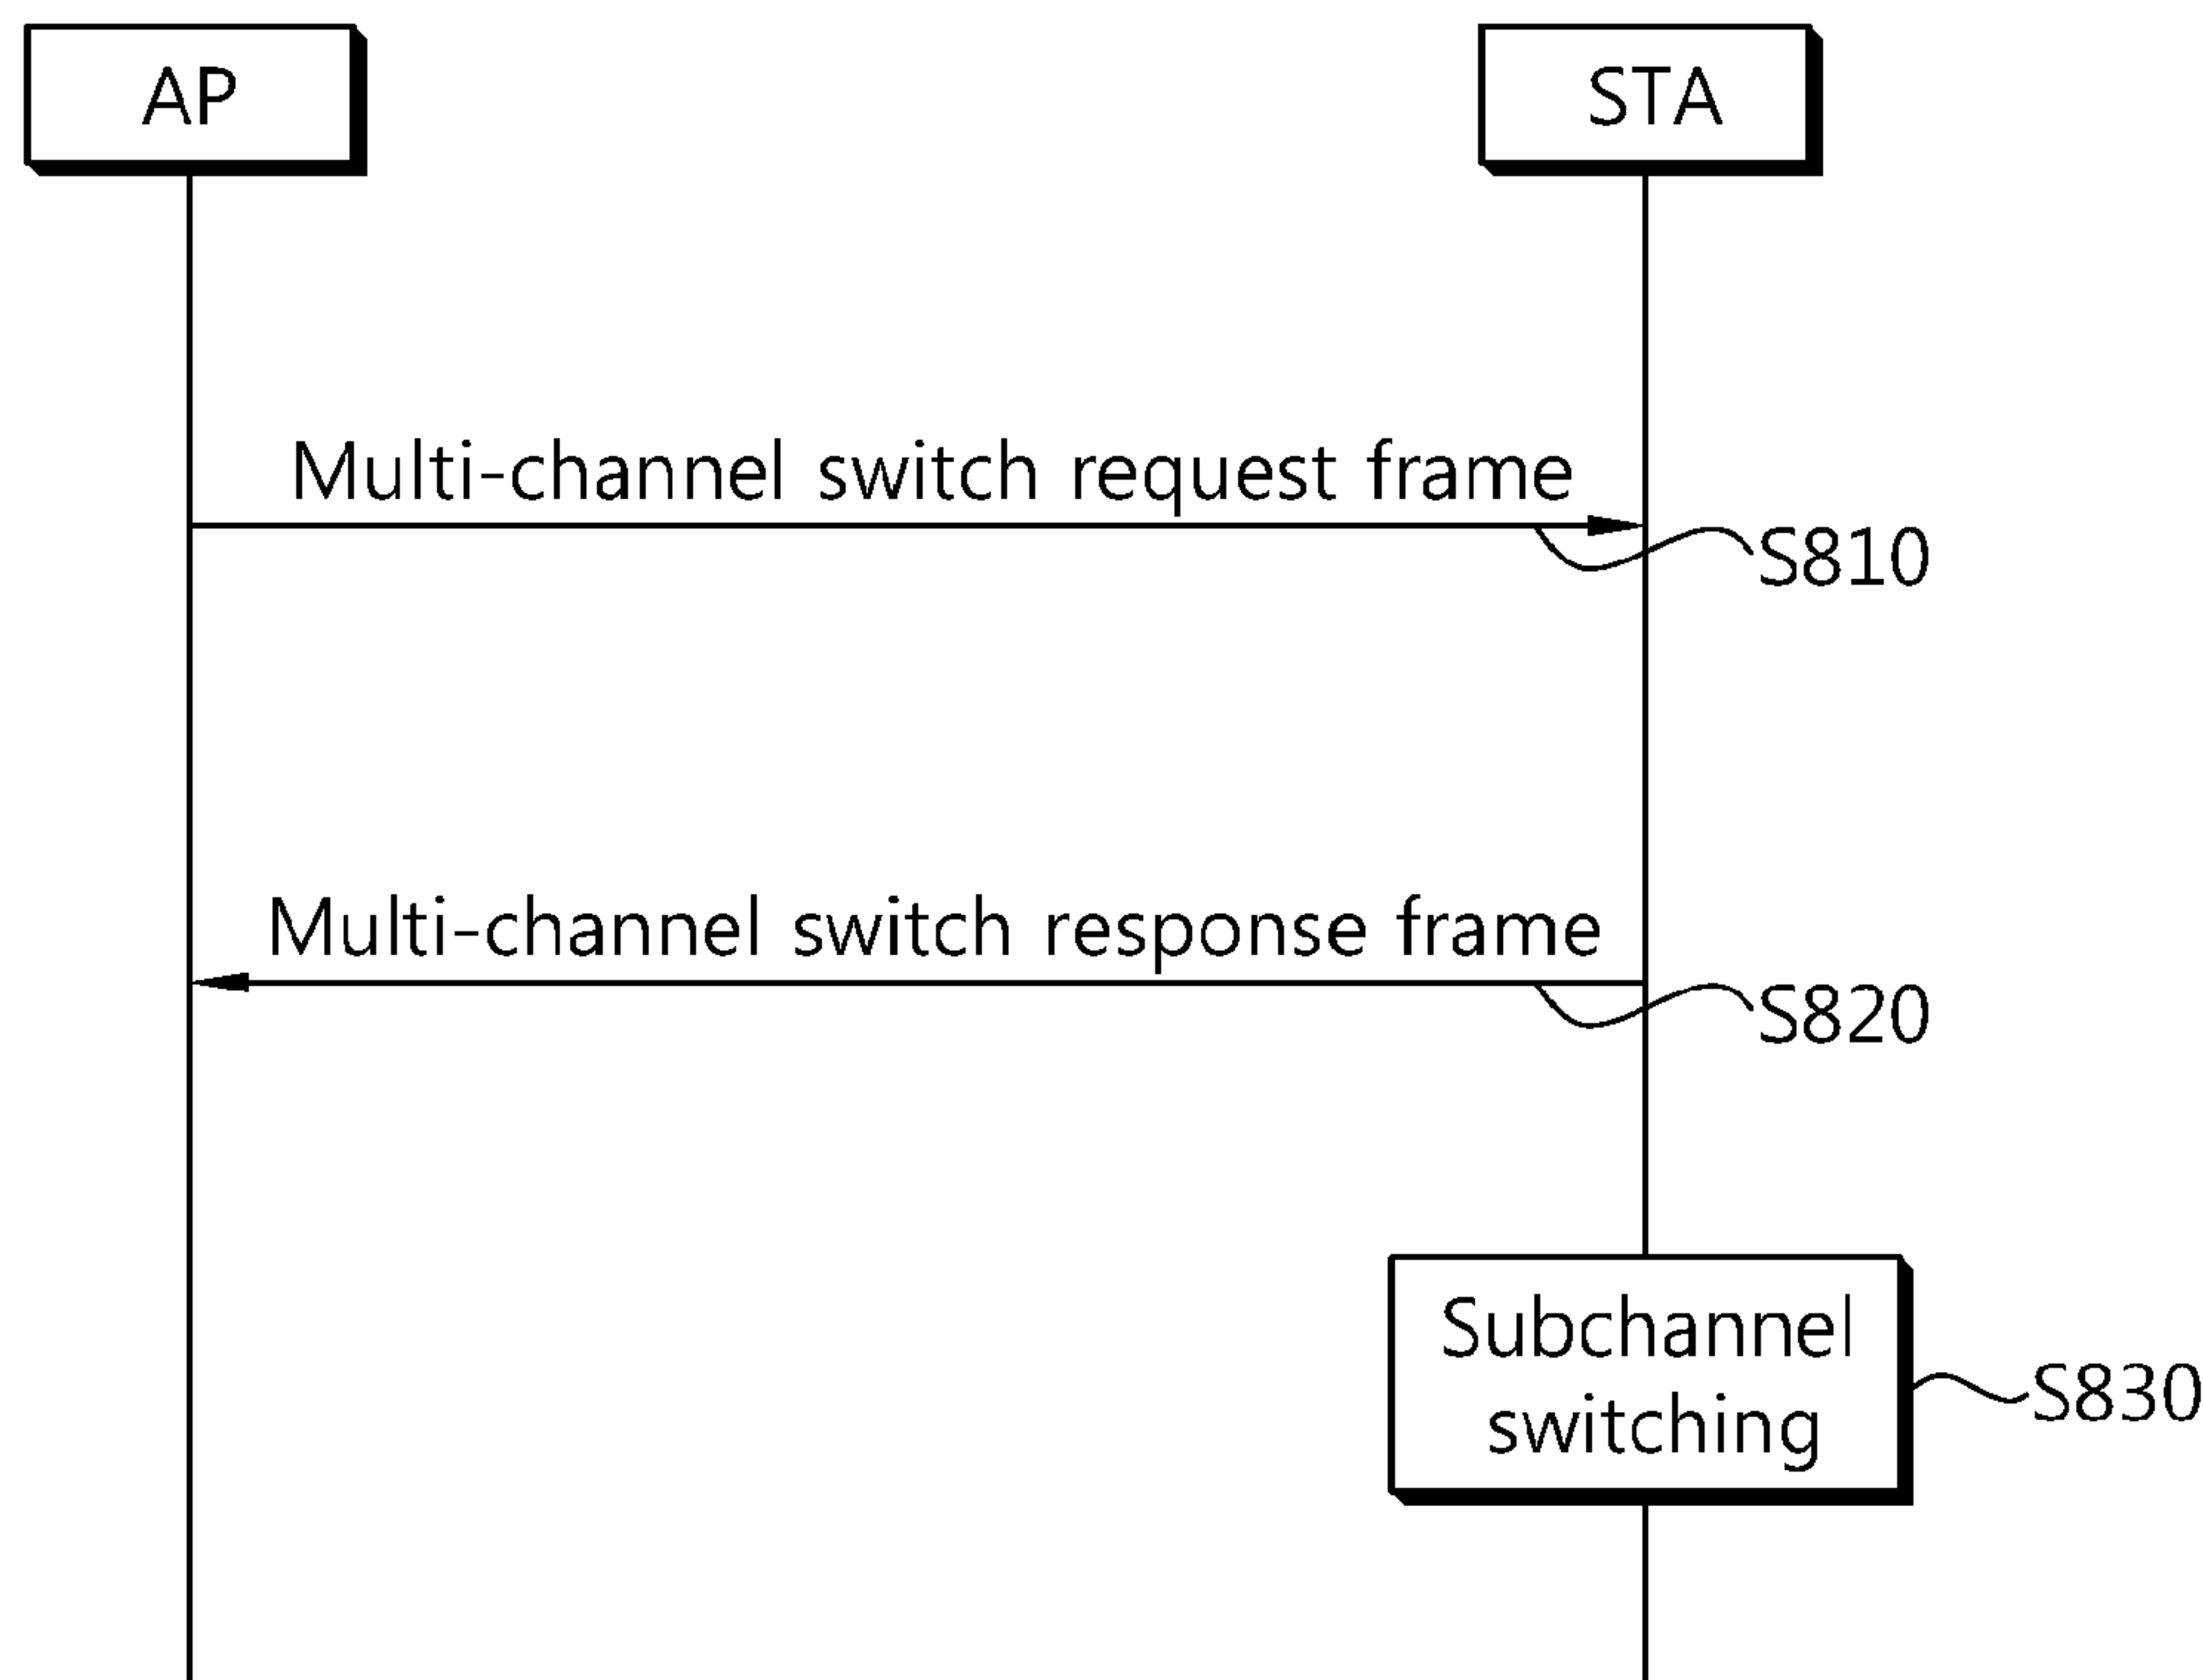 AP
STA
Multi-channel switch request frame
S810
Multi-channel switch response frame
S820
Subchannel
switching
S830